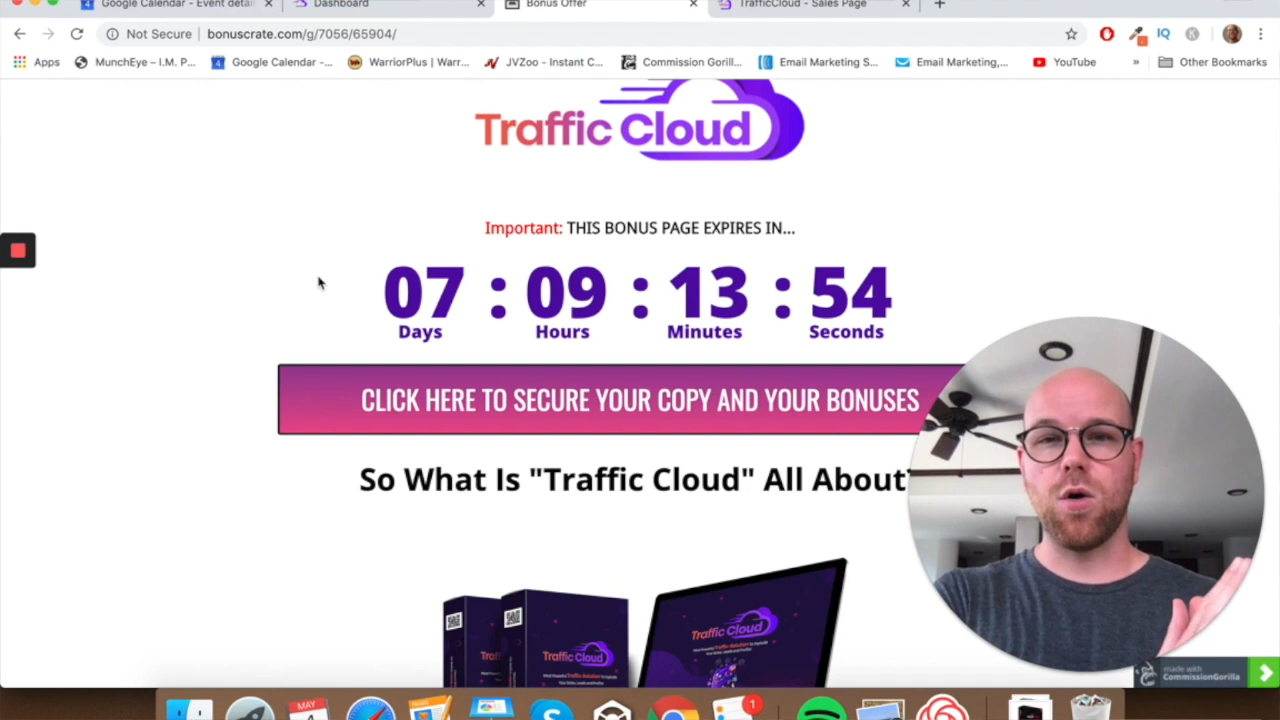 Google Calendar - Event detai
Dashboard
Bonus Offer
TrafficCloud - Sales Page
Not Secure | bonuscrate.com/g/7056/65904/
Apps
MunchEye – I.M. P...
Google Calendar -...
WarriorPlus | Warr...
JVZoo - Instant C...
Commission Gorill...
Email Marketing S...
Email Marketing,...
YouTube
»
Other Bookmarks
Traffic Cloud
Important: THIS BONUS PAGE EXPIRES IN...
07 : 09 : 13 : 54
Days Hours Minutes Seconds
CLICK HERE TO SECURE YOUR COPY AND YOUR BONUSES
So What Is "Traffic Cloud" All About?
Traffic Cloud
Traffic Cloud
made with
CommissionGorilla
MAY
1